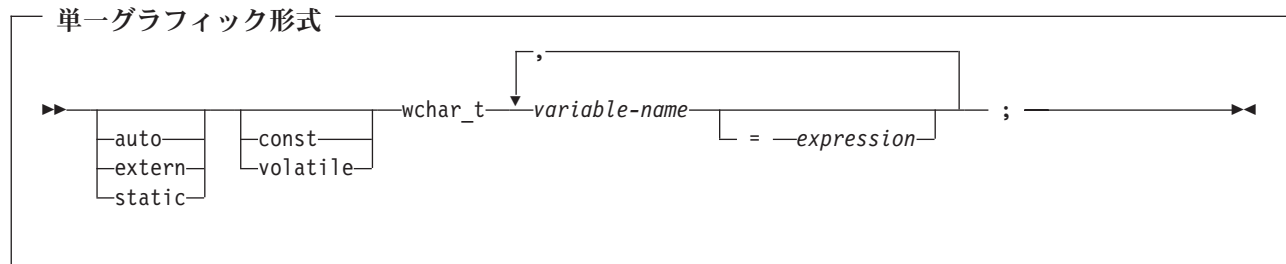 単一グラフィック形式
,
wchar_t variable-name ;
auto const = expression
extern volatile
static